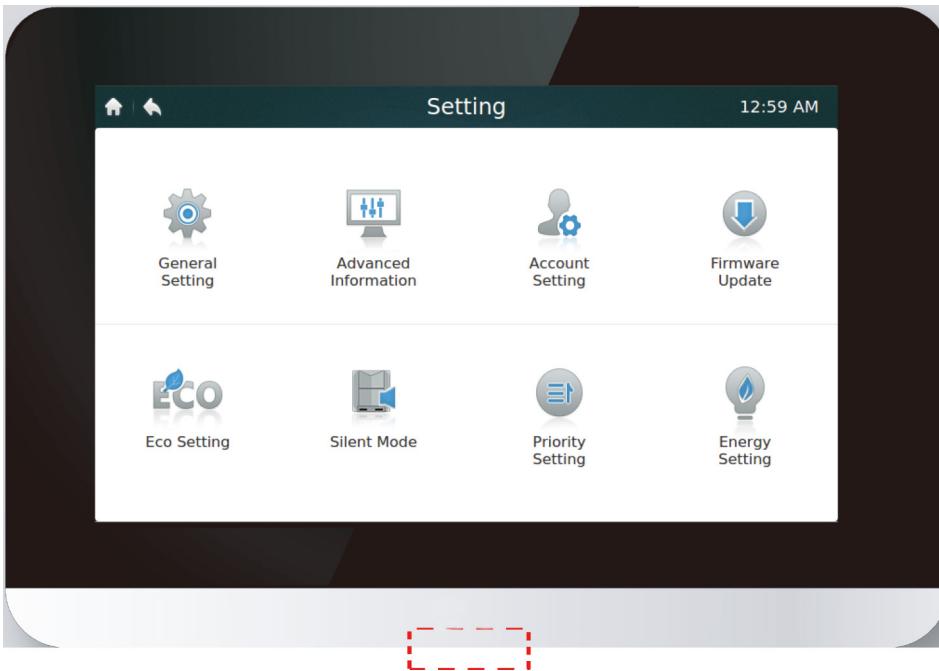 Setting
12:59 AM
General
Setting
Advanced
Information
Account
Setting
Firmware
Update
ECO
Eco Setting
Silent Mode
Priority
Setting
Energy
Setting